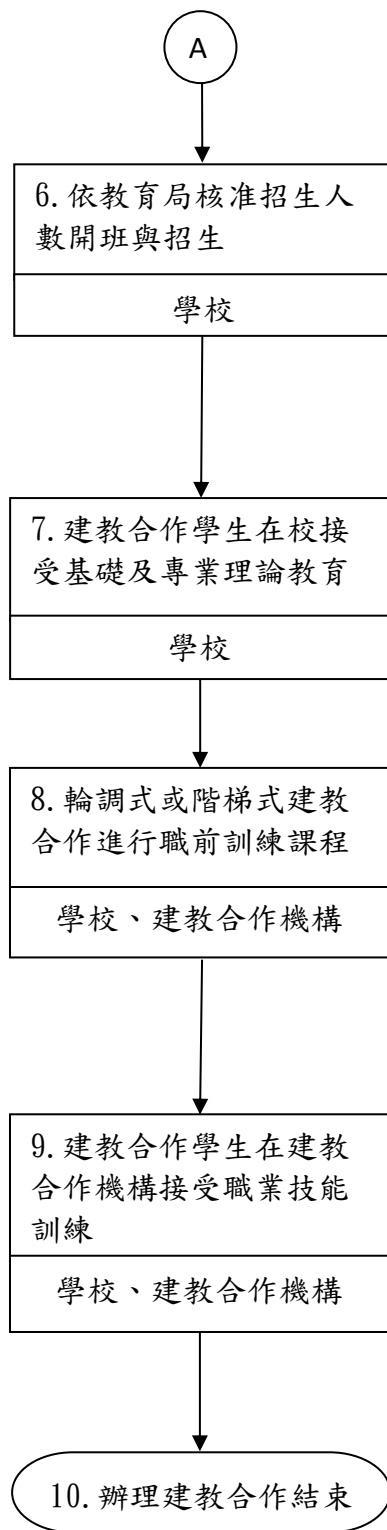 A
6.依教育局核准招生人
數開班與招生
學校
7.建教合作學生在校接
受基礎及專業理論教育
學校
8.輪調式或階梯式建教
合作進行職前訓練課程
學校、建教合作機構
9.建教合作學生在建教
合作機構接受職業技能
訓練
學校、建教合作機構
10.辦理建教合作結束